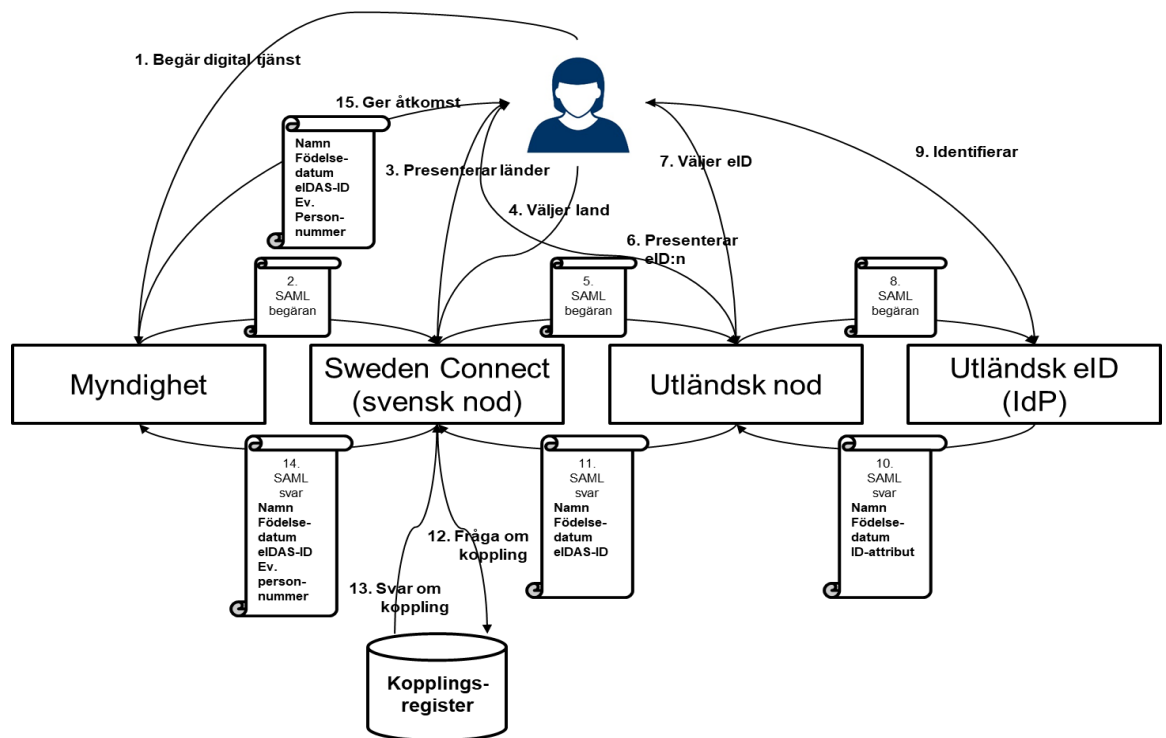 1. Begär digital tjänst
15. Ger åtkomst
Namn
Födelse-
datum
eIDAS-ID
Ev.
Person-
nummer
3. Presenterar länder
4. Väljer land
7. Väljer eID
9. Identifierar
6. Presenterar
eID:n
2.
SAML
begäran
5.
SAML
begäran
8.
SAML
begäran
Myndighet
Sweden Connect
(svensk nod)
Utländsk nod
Utländsk eID
(IdP)
14.
SAML
svar
Namn
Födelse-
datum
eIDAS-ID
Ev.
person-
nummer
11.
SAML
svar
Namn
Födelse-
datum
eIDAS-ID
10.
SAML
svar
Namn
Födelse-
datum
ID-attribut
12. Fråga om
koppling
13. Svar om
koppling
Kopplings-
register